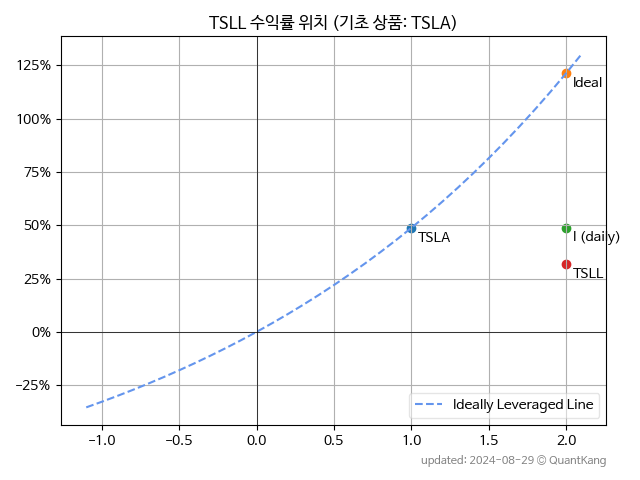 TSLL 수익률 위치 (기초 상품: TSLA)
125%
100%
75%
50%
25%
0%
−25%
Ideal
I (daily)
TSLA
TSLL
Ideally Leveraged Line
−1.0 −0.5 0.0 0.5 1.0 1.5 2.0
updated: 2024-08-29 © QuantKang